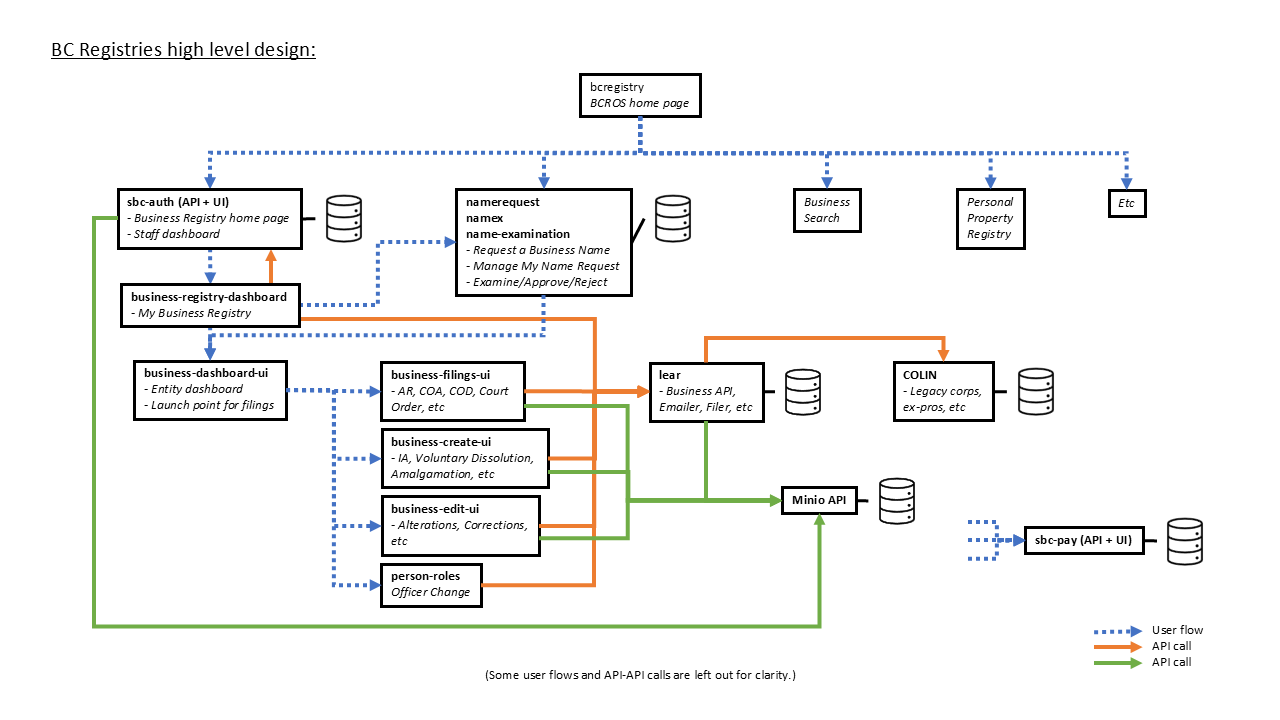 BC Registries high level design:
bcregistry
BCROS home page
sbc-auth (API + UI)
- Business Registry home page
- Staff dashboard
namerequest
namex
name-examination
- Request a Business Name
- Manage My Name Request
- Examine/Approve/Reject
Business
Search
Personal
Property
Registry
Etc
business-registry-dashboard
- My Business Registry
business-dashboard-ui
- Entity dashboard
- Launch point for filings
business-filings-ui
- AR, COA, COD, Court
Order, etc
lear
- Business API,
Emailer, Filer, etc
COLIN
- Legacy corps,
ex-pros, etc
business-create-ui
- IA, Voluntary Dissolution,
Amalgamation, etc
business-edit-ui
- Alterations, Corrections,
etc
Minio API
sbc-pay (API + UI)
person-roles
Officer Change
User flow
API call
API call
(Some user flows and API-API calls are left out for clarity.)